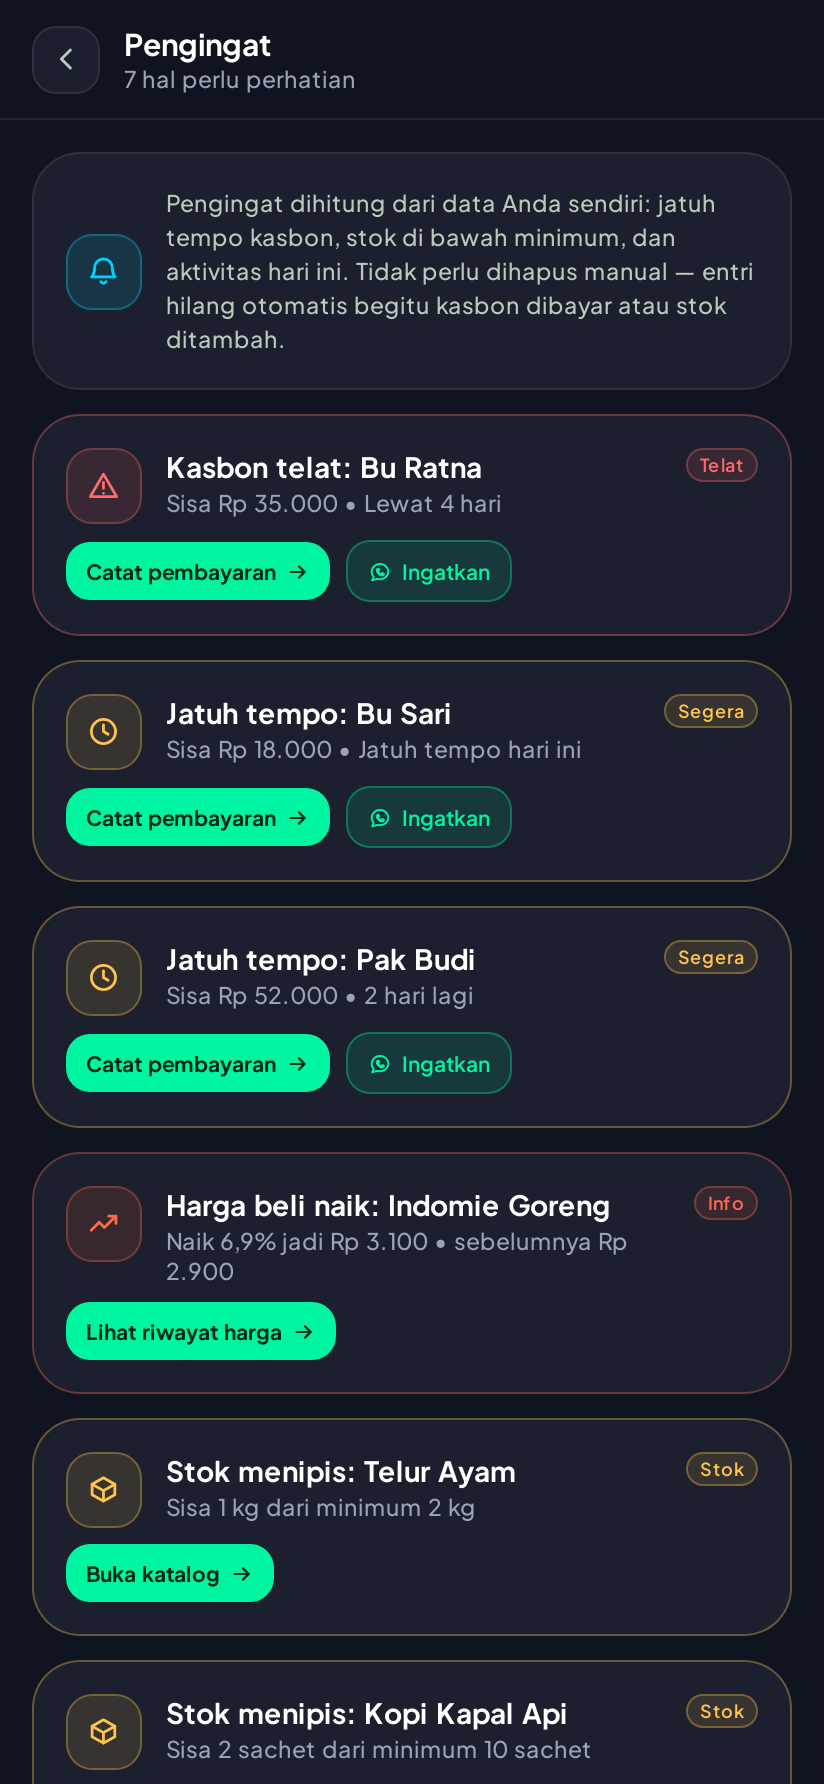 Pengingat
7 hal perlu perhatian
Pengingat dihitung dari data Anda sendiri: jatuh
tempo kasbon, stok di bawah minimum, dan
aktivitas hari ini. Tidak perlu dihapus manual — entri
hilang otomatis begitu kasbon dibayar atau stok
ditambah.
Kasbon telat: Bu Ratna
Telat
Sisa Rp 35.000 • Lewat 4 hari
Catat pembayaran →
Ingatkan
Jatuh tempo: Bu Sari
Segera
Sisa Rp 18.000 • Jatuh tempo hari ini
Catat pembayaran →
Ingatkan
Jatuh tempo: Pak Budi
Segera
Sisa Rp 52.000 • 2 hari lagi
Catat pembayaran →
Ingatkan
Harga beli naik: Indomie Goreng
Info
Naik 6,9% jadi Rp 3.100 • sebelumnya Rp
2.900
Lihat riwayat harga →
Stok menipis: Telur Ayam
Stok
Sisa 1 kg dari minimum 2 kg
Buka katalog →
Stok menipis: Kopi Kapal Api
Stok
Sisa 2 sachet dari minimum 10 sachet